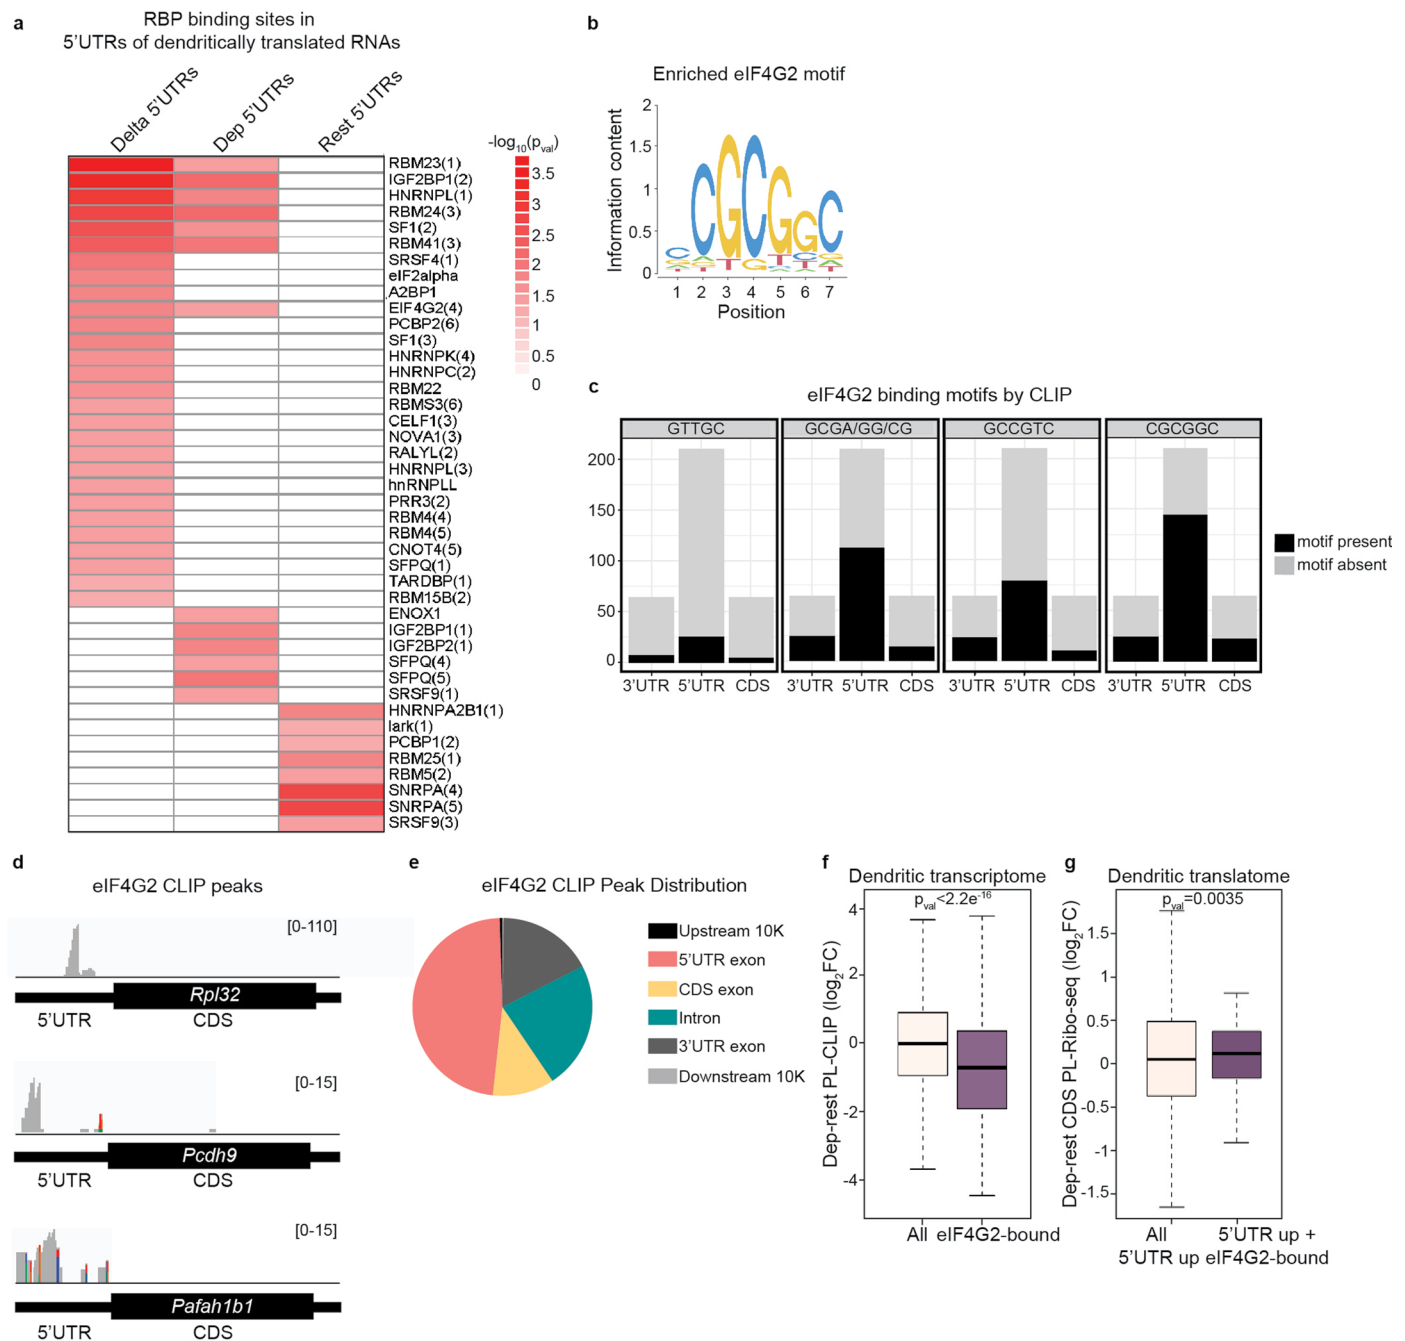 a
RBP binding sites in
5'UTRs of dendritically translated RNAs
Delta 5'UTRs
Dep 5'UTRs
Rest 5'UTRs
-log10(pval)
3.5
3
2.5
2
1.5
1
0.5
0
RBM23(1)
IGF2BP1(2)
HNRNPL(1)
RBM24(3)
SF1(2)
RBM41(3)
SRSF4(1)
eIF2alpha
A2BP1
EIF4G2(4)
PCBP2(6)
SF1(3)
HNRNPK(4)
HNRNPC(2)
RBM22
RBMS3(6)
CELF1(3)
NOVA1(3)
RALYL(2)
HNRNPL(3)
hnRNPLL
PRR3(2)
RBM4(4)
RBM4(5)
CNOT4(5)
SFPQ(1)
TARDBP(1)
RBM15B(2)
ENOX1
IGF2BP1(1)
IGF2BP2(1)
SFPQ(4)
SFPQ(5)
SRSF9(1)
HNRNPA2B1(1)
lark(1)
PCBP1(2)
RBM25(1)
RBM5(2)
SNRPA(4)
SNRPA(5)
SRSF9(3)
b
Enriched eIF4G2 motif
Information content
2
1.5
1
0.5
0
1 2 3 4 5 6 7
Position
c
eIF4G2 binding motifs by CLIP
GTTGC
GCGA/GG/CG
GCCGTC
CGCGGC
200
150
100
50
0
3'UTR 5'UTR CDS
3'UTR 5'UTR CDS
3'UTR 5'UTR CDS
3'UTR 5'UTR CDS
motif present
motif absent
d
eIF4G2 CLIP peaks
[0-110]
Rpl32
5'UTR CDS
[0-15]
Pcdh9
5'UTR CDS
[0-15]
Pafah1b1
5'UTR CDS
e
eIF4G2 CLIP Peak Distribution
Upstream 10K
5'UTR exon
CDS exon
Intron
3'UTR exon
Downstream 10K
f
Dendritic transcriptome
pval<2.2e-16
Dep-rest PL-CLIP (log2FC)
4
2
0
-2
-4
All eIF4G2-bound
g
Dendritic translatome
pval=0.0035
Dep-rest CDS PL-Ribo-seq (log2FC)
1.5
1
0.5
0
-0.5
-1
-1.5
All 5'UTR up +
5'UTR up eIF4G2-bound